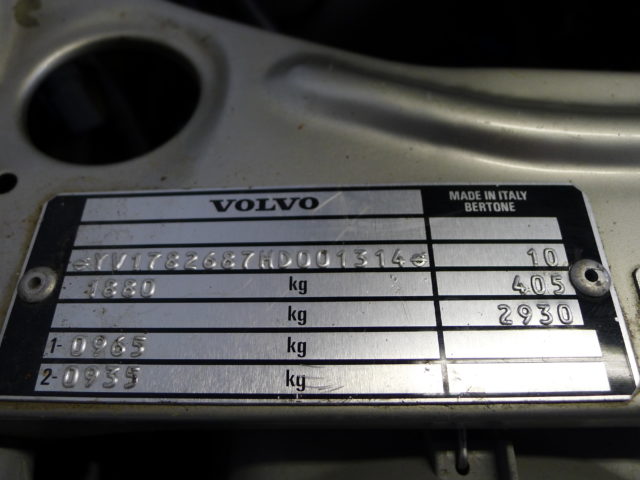 VOLVO
MADE IN ITALY
BERTONE
YV1782687HD001314 10
1880 kg 405
kg 2930
1-0965 kg
2-0935 kg